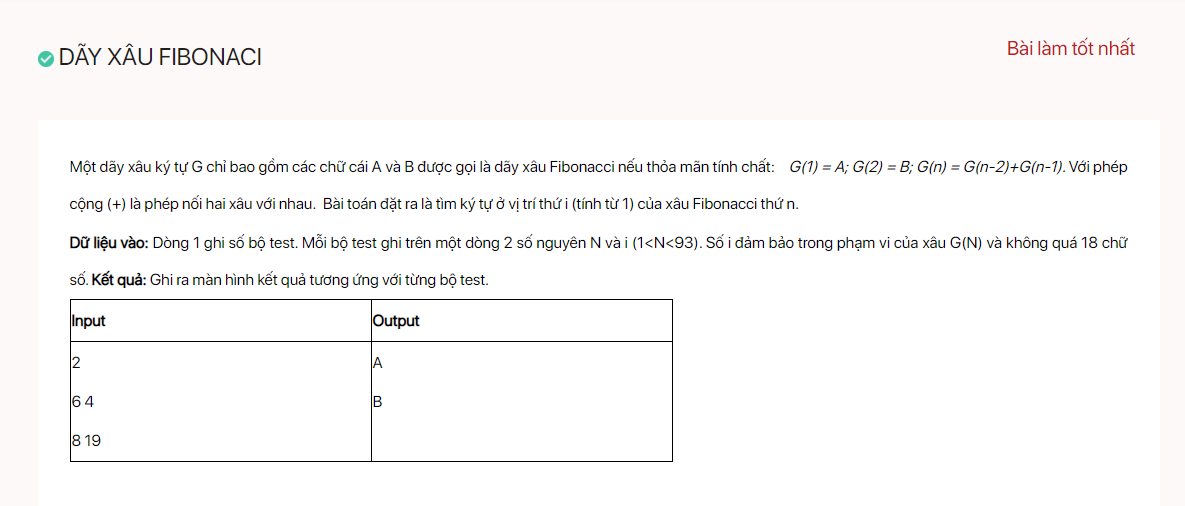 DÃY XÂU FIBONACI
Bài làm tốt nhất
Một dãy xâu ký tự G chỉ bao gồm các chữ cái A và B được gọi là dãy xâu Fibonacci nếu thỏa mãn tính chất: G(1) = A; G(2) = B; G(n) = G(n-2)+G(n-1). Với phép
cộng (+) là phép nối hai xâu với nhau. Bài toán đặt ra là tìm ký tự ở vị trí thứ i (tính từ 1) của xâu Fibonacci thứ n.
Dữ liệu vào: Dòng 1 ghi số bộ test. Mỗi bộ test ghi trên một dòng 2 số nguyên N và i (1<N<93). Số i đảm bảo trong phạm vi của xâu G(N) và không quá 18 chữ
số. Kết quả: Ghi ra màn hình kết quả tương ứng với từng bộ test.
Input Output
2 A
6 4 B
8 19